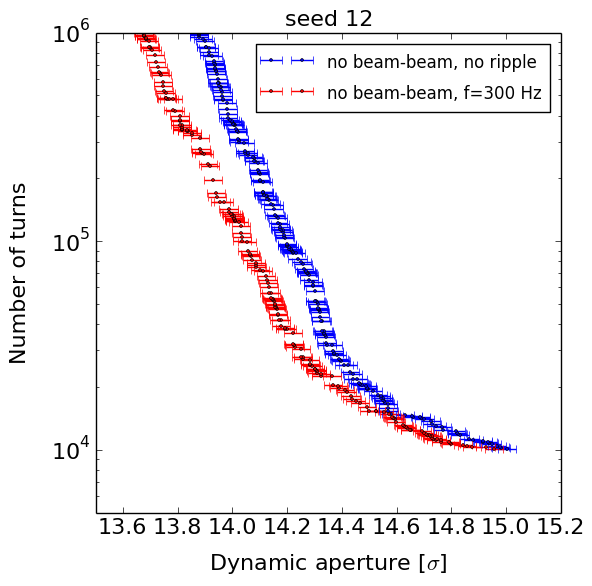 seed 12
no beam-beam, no ripple
no beam-beam, f=300 Hz
10^6
10^5
10^4
Number of turns
13.6 13.8 14.0 14.2 14.4 14.6 14.8 15.0 15.2
Dynamic aperture [σ]